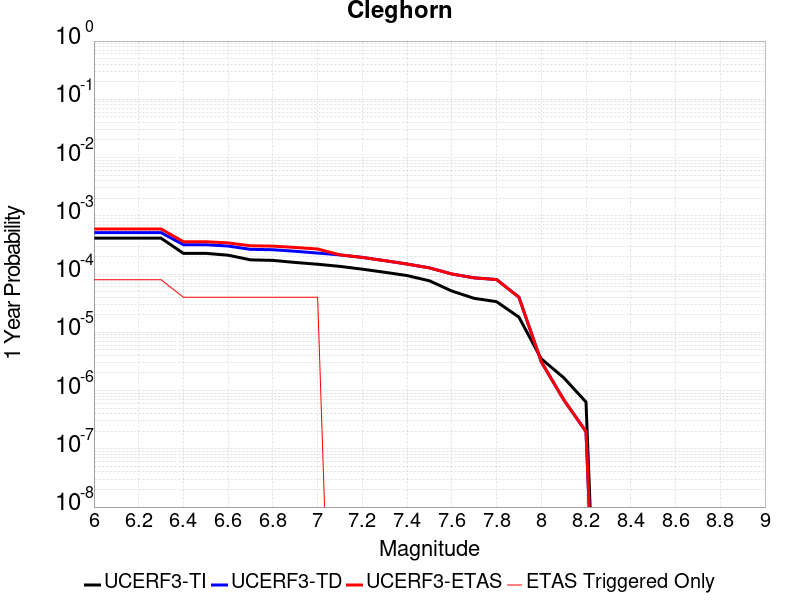 Cleghorn
10^0
10^-1
10^-2
10^-3
10^-4
10^-5
10^-6
10^-7
10^-8
1 Year Probability
6 6.2 6.4 6.6 6.8 7 7.2 7.4 7.6 7.8 8 8.2 8.4 8.6 8.8 9
Magnitude
UCERF3-TI UCERF3-TD UCERF3-ETAS ETAS Triggered Only